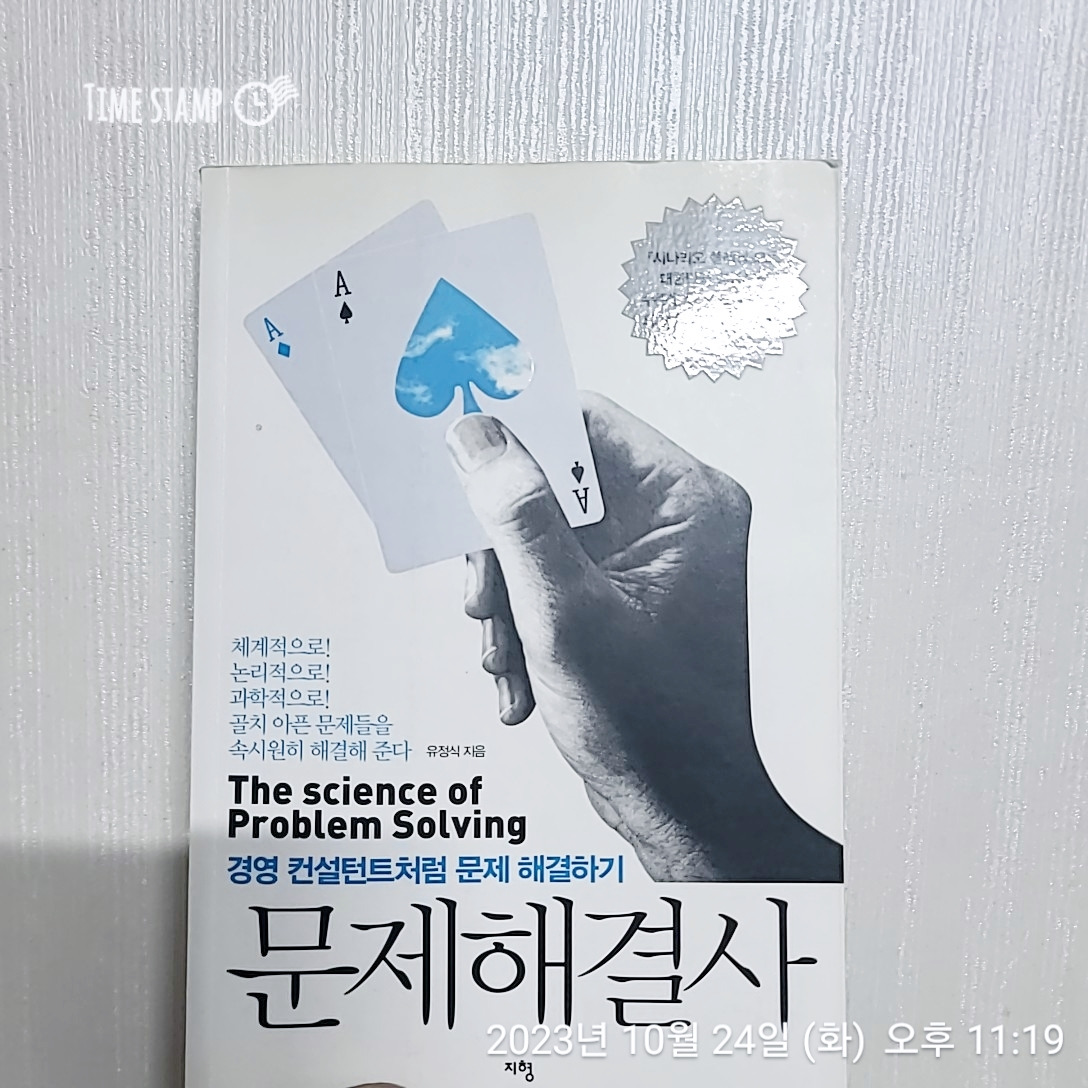 TIME STAMP
「시나리오
A
A
A
체계적으로!
논리적으로!
과학적으로!
골치 아픈 문제들을
속시원히 해결해 준다 유정식 지음
The science of
Problem Solving
경영 컨설턴트처럼 문제 해결하기
문제해결사
2023년 10월 24일 (화) 오후 11:19
지형